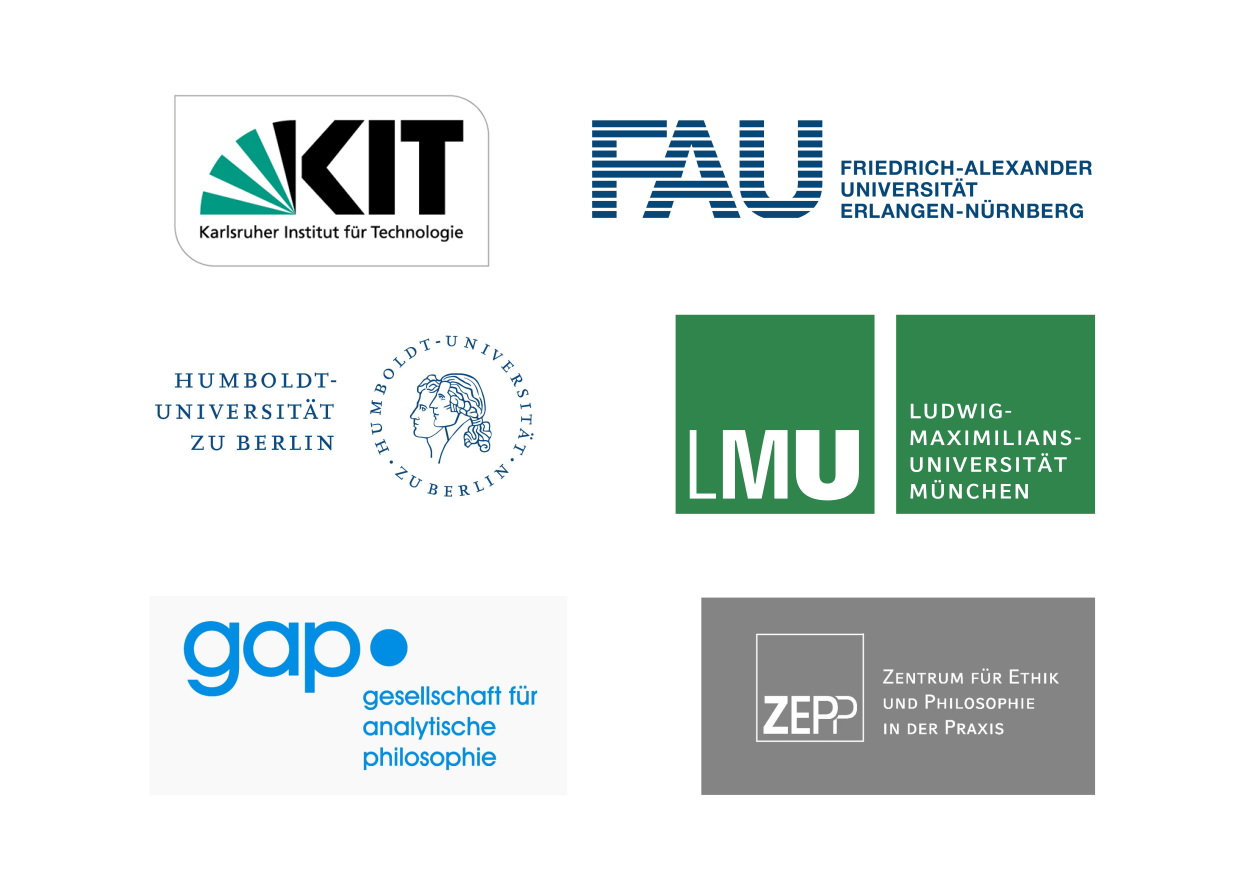 KIT
Karlsruher Institut für Technologie
FAU
FRIEDRICH-ALEXANDER
UNIVERSITÄT
ERLANGEN-NÜRNBERG
HUMBOLDT-
UNIVERSITÄT
ZU BERLIN
HUMBOLDT-UNIVERSITÄT · ZU BERLIN ·
LMU
LUDWIG-
MAXIMILIANS-
UNIVERSITÄT
MÜNCHEN
gap
gesellschaft für
analytische
philosophie
ZEPP
ZENTRUM FÜR ETHIK
UND PHILOSOPHIE
IN DER PRAXIS